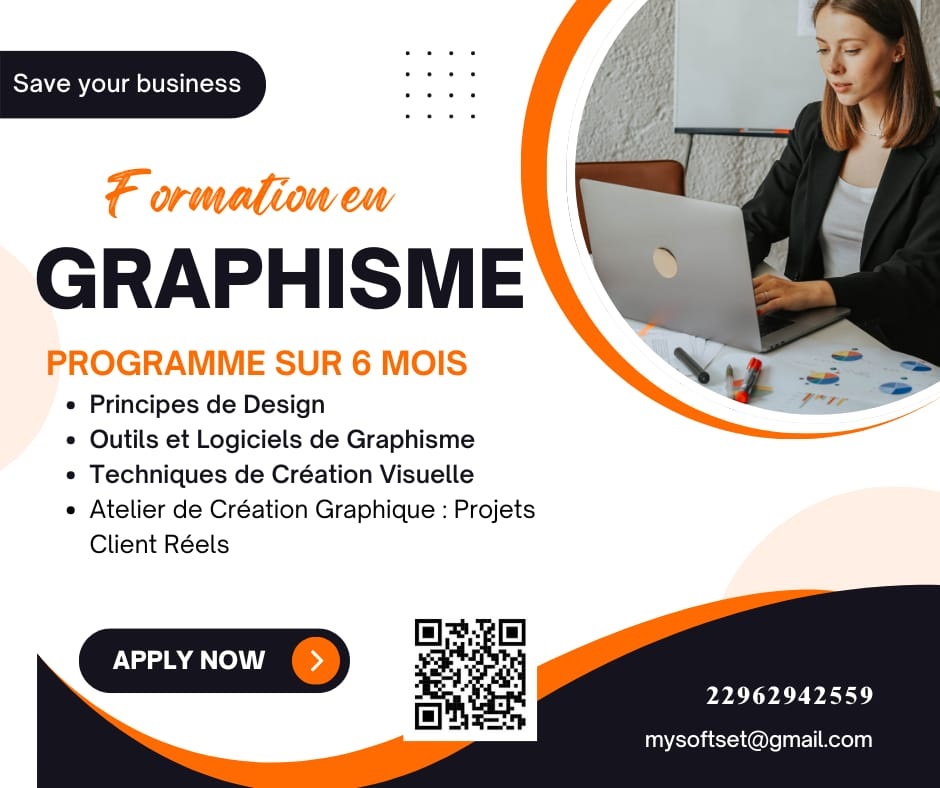 Save your business
Formation en
GRAPHISME
PROGRAMME SUR 6 MOIS
• Principes de Design
• Outils et Logiciels de Graphisme
• Techniques de Création Visuelle
• Atelier de Création Graphique : Projets
Client Réels
APPLY NOW
22962942559
mysoftset@gmail.com